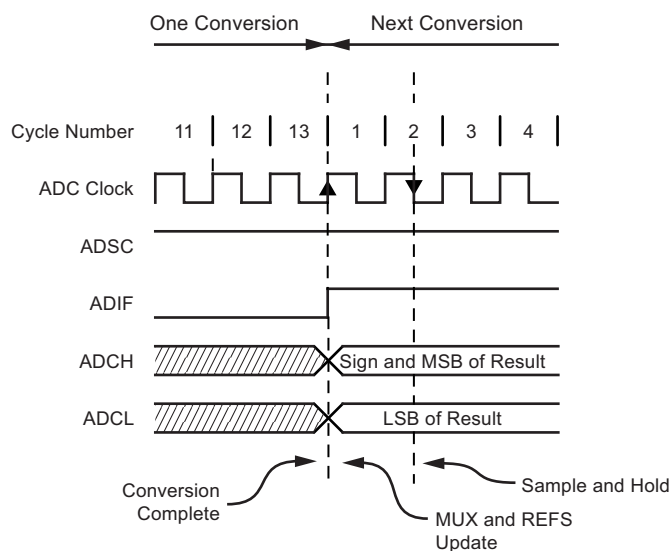 One Conversion Next Conversion
Cycle Number 11 12 13 1 2 3 4
ADC Clock
ADSC
ADIF
ADCH Sign and MSB of Result
ADCL LSB of Result
Conversion
Complete
MUX and REFS
Update
Sample and Hold